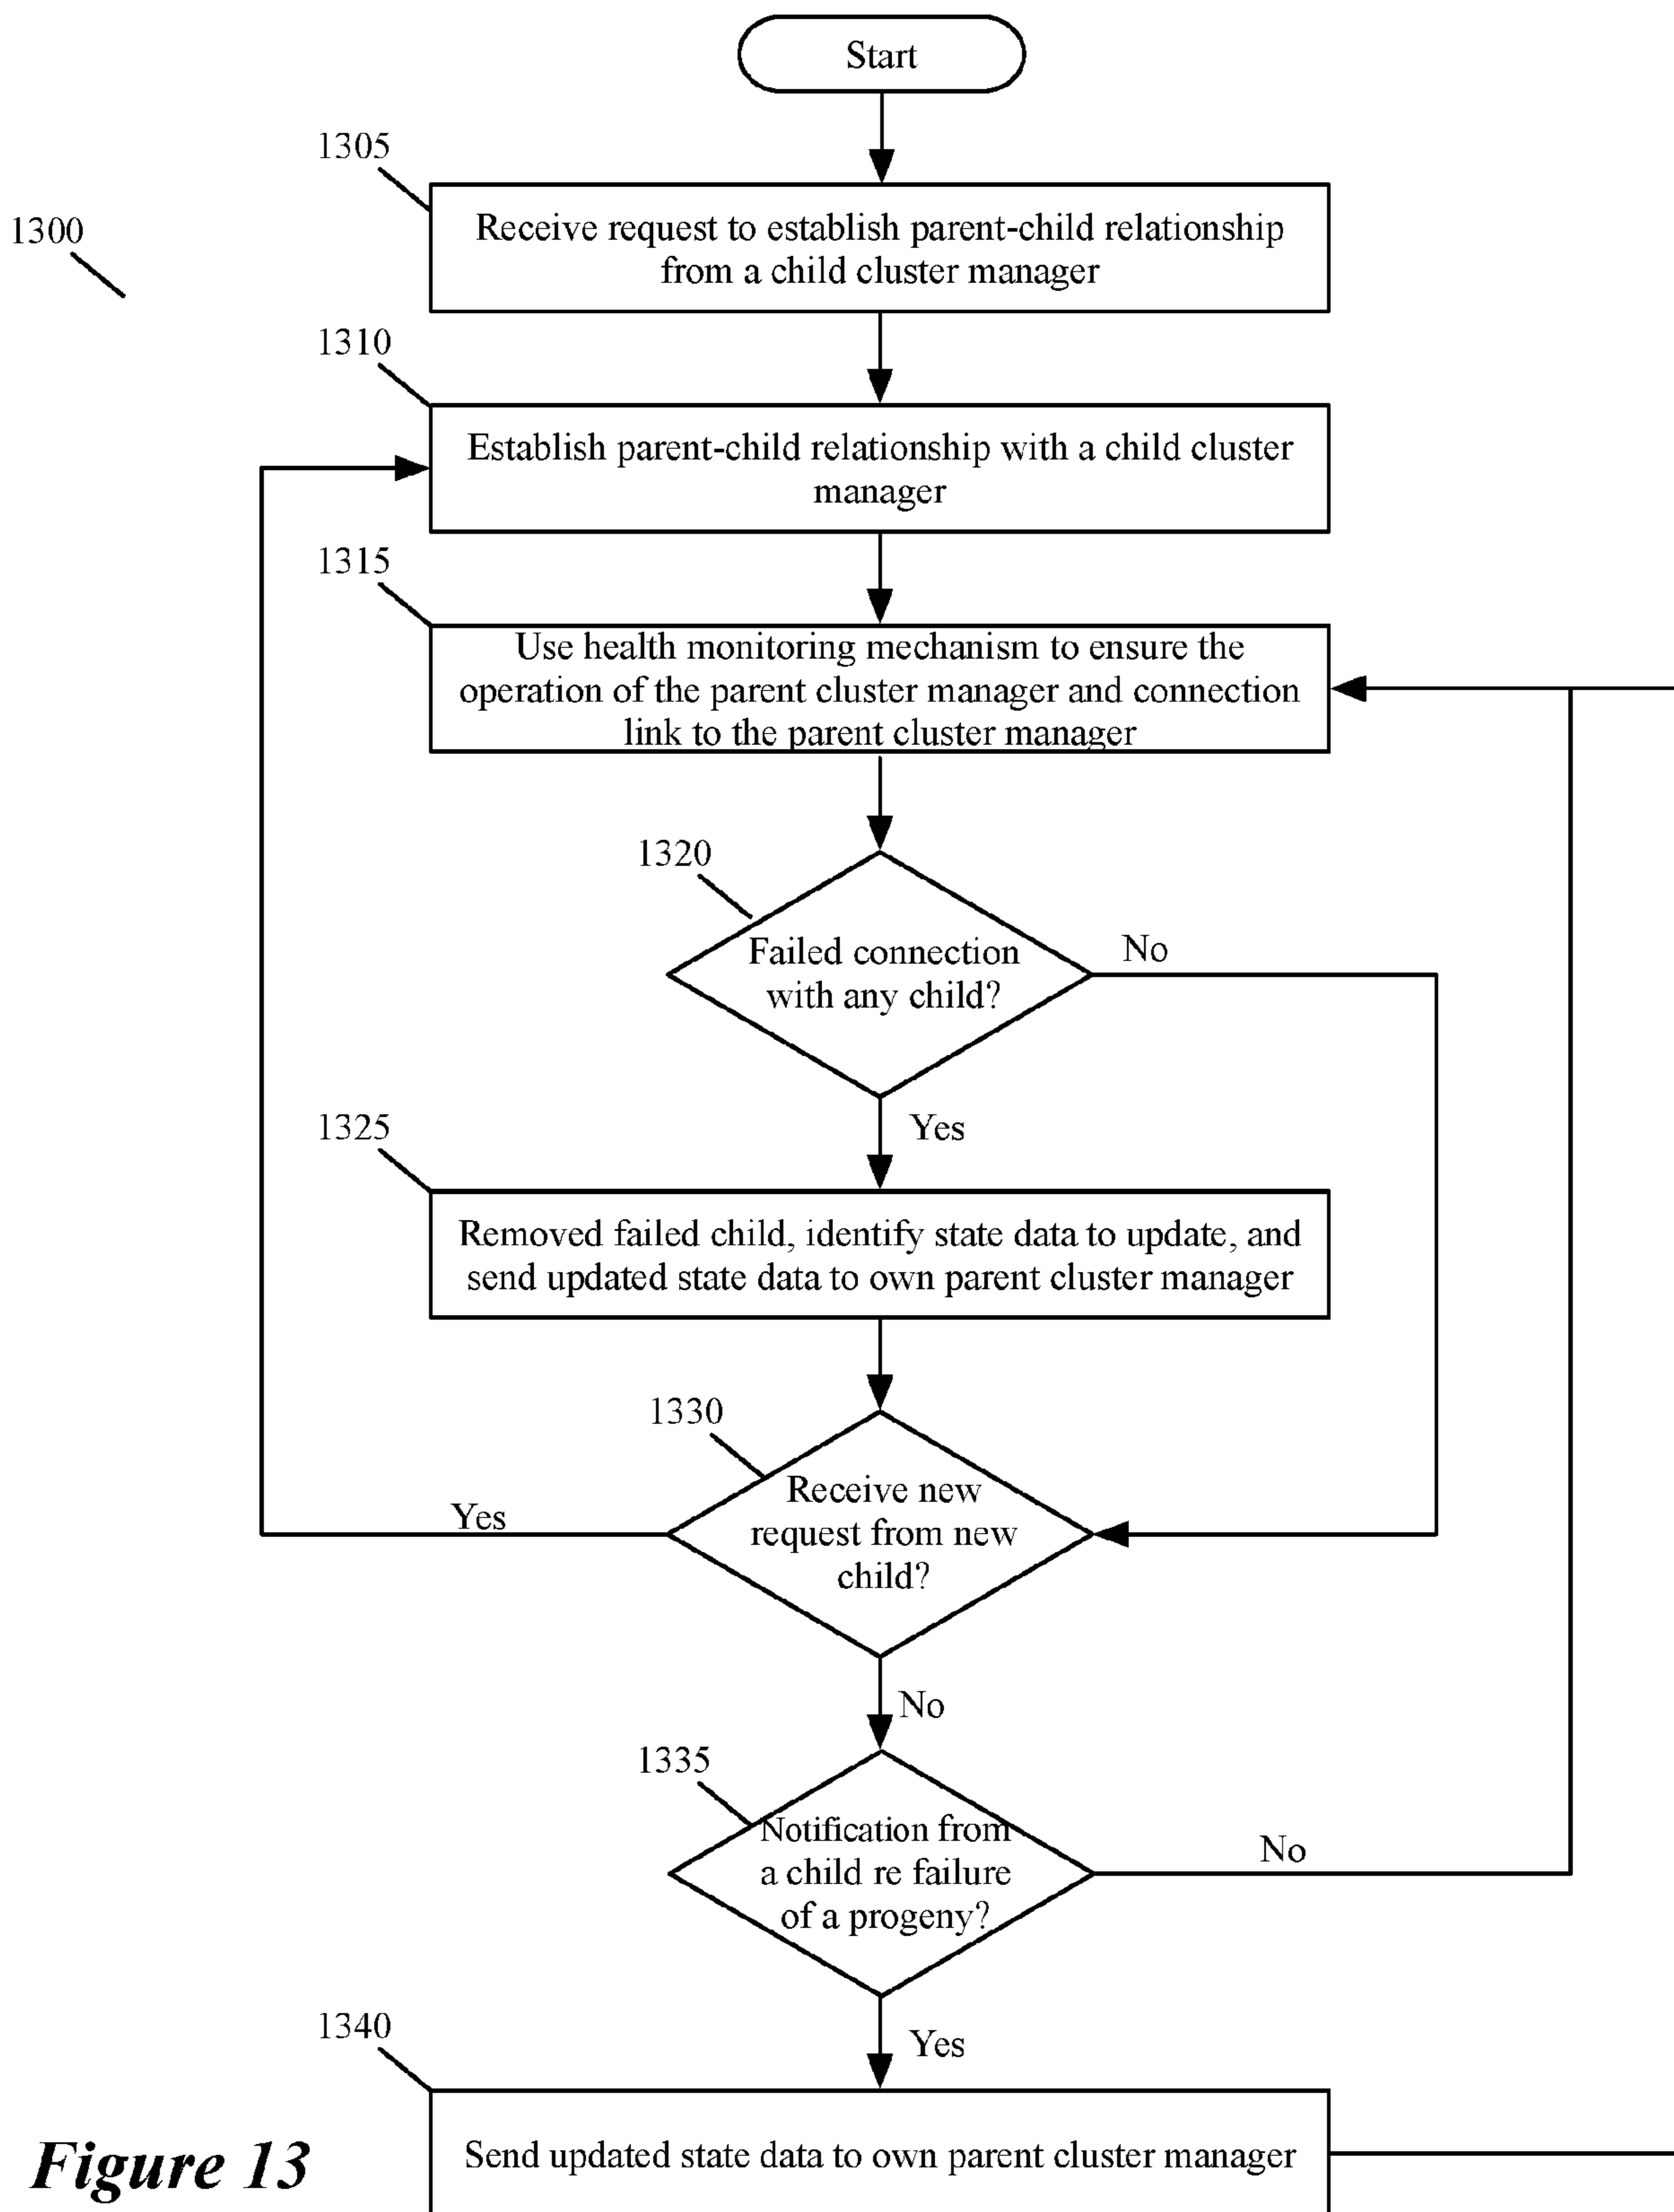 Start
1305
1300
Receive request to establish parent-child relationship
from a child cluster manager
1310
Establish parent-child relationship with a child cluster
manager
1315
Use health monitoring mechanism to ensure the
operation of the parent cluster manager and connection
link to the parent cluster manager
1320
Failed connection
with any child?
No
Yes
1325
Removed failed child, identify state data to update, and
send updated state data to own parent cluster manager
1330
Receive new
request from new
child?
Yes
No
1335
Notification from
a child re failure
of a progeny?
No
Yes
1340
Send updated state data to own parent cluster manager
Figure 13